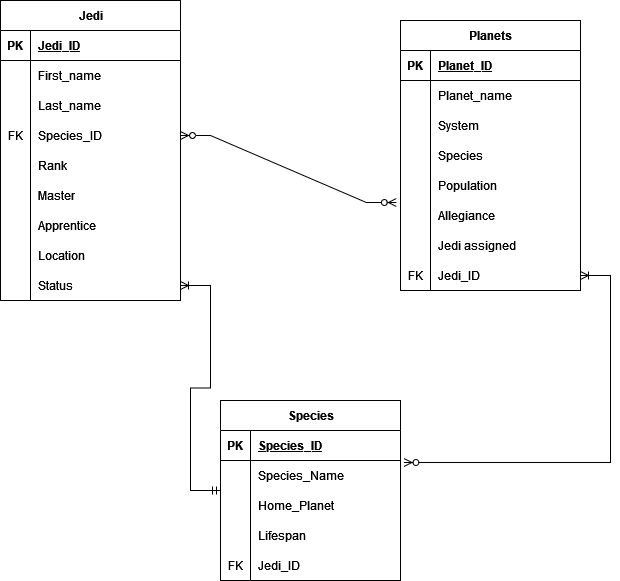 Jedi
PK Jedi_ID
First_name
Last_name
FK Species_ID
Rank
Master
Apprentice
Location
Status
Planets
PK Planet_ID
Planet_name
System
Species
Population
Allegiance
Jedi assigned
FK Jedi_ID
Species
PK Species_ID
Species_Name
Home_Planet
Lifespan
FK Jedi_ID